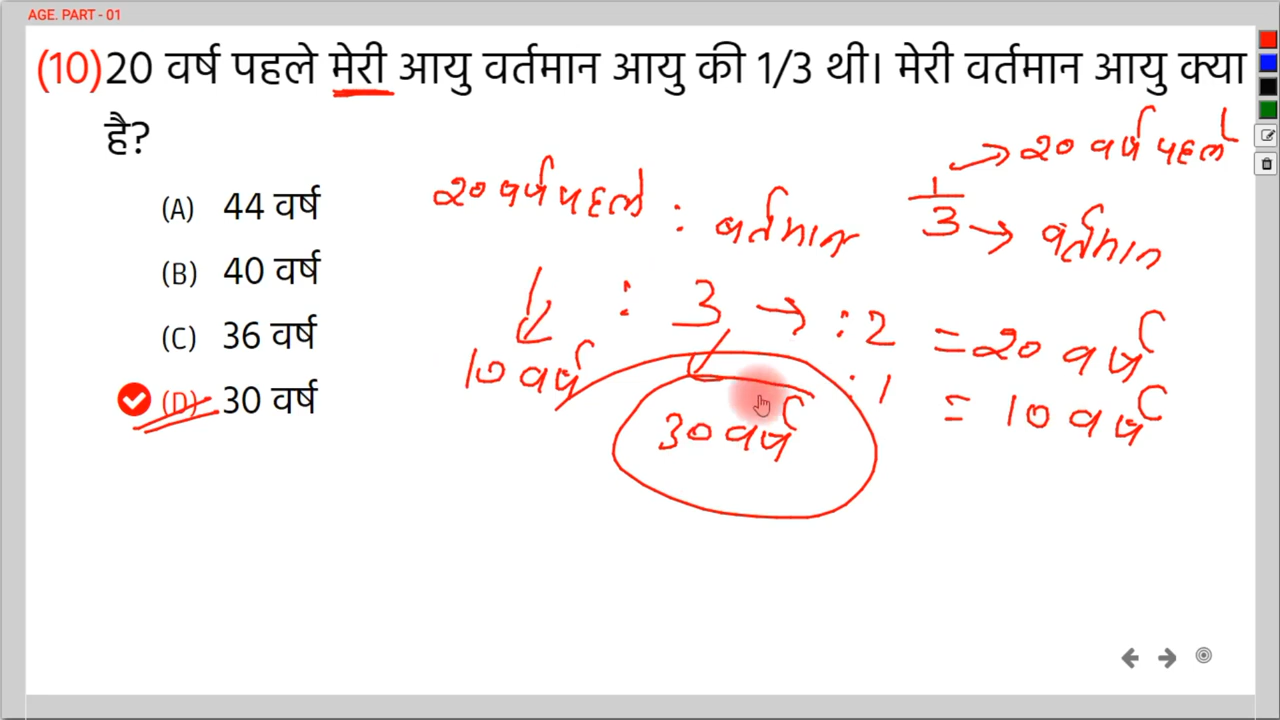 AGE. PART - 01
(10) 20 वर्ष पहले मेरी आयु वर्तमान आयु की 1/3 थी। मेरी वर्तमान आयु क्या
है?
(A) 44 वर्ष
(B) 40 वर्ष
(C) 36 वर्ष
(D) 30 वर्ष
1/3
→ २० वर्ष पहले
→ वर्तमान
२० वर्ष पहले : वर्तमान
1 : 3 → : 2 = 20 वर्ष
: 1 = 10 वर्ष
10 वर्ष
30 वर्ष